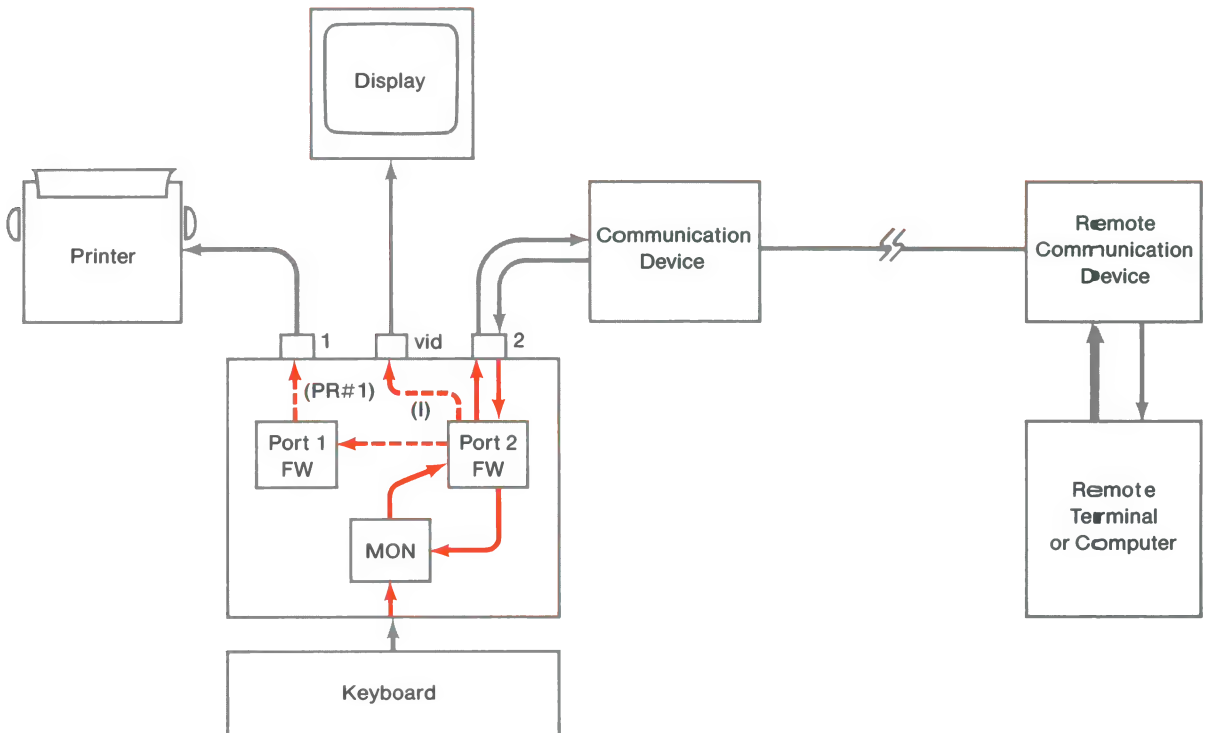 Display
Printer
Communication
Device
Remote
Communication
Device
1
vid
2
(PR#1)
(I)
Port 1
FW
Port 2
FW
MON
Remote
Terminal
or Computer
Keyboard